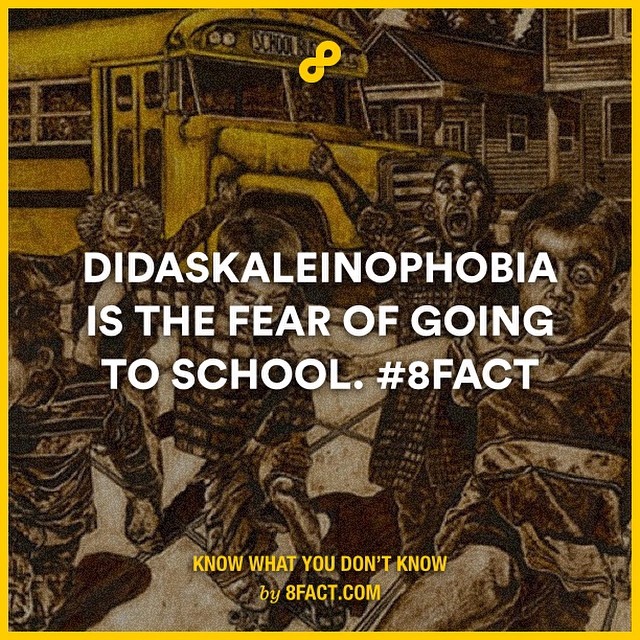 SCHOOL BUS
DIDASKALEINOPHOBIA
IS THE FEAR OF GOING
TO SCHOOL. #8FACT
KNOW WHAT YOU DON'T KNOW
by 8FACT.COM